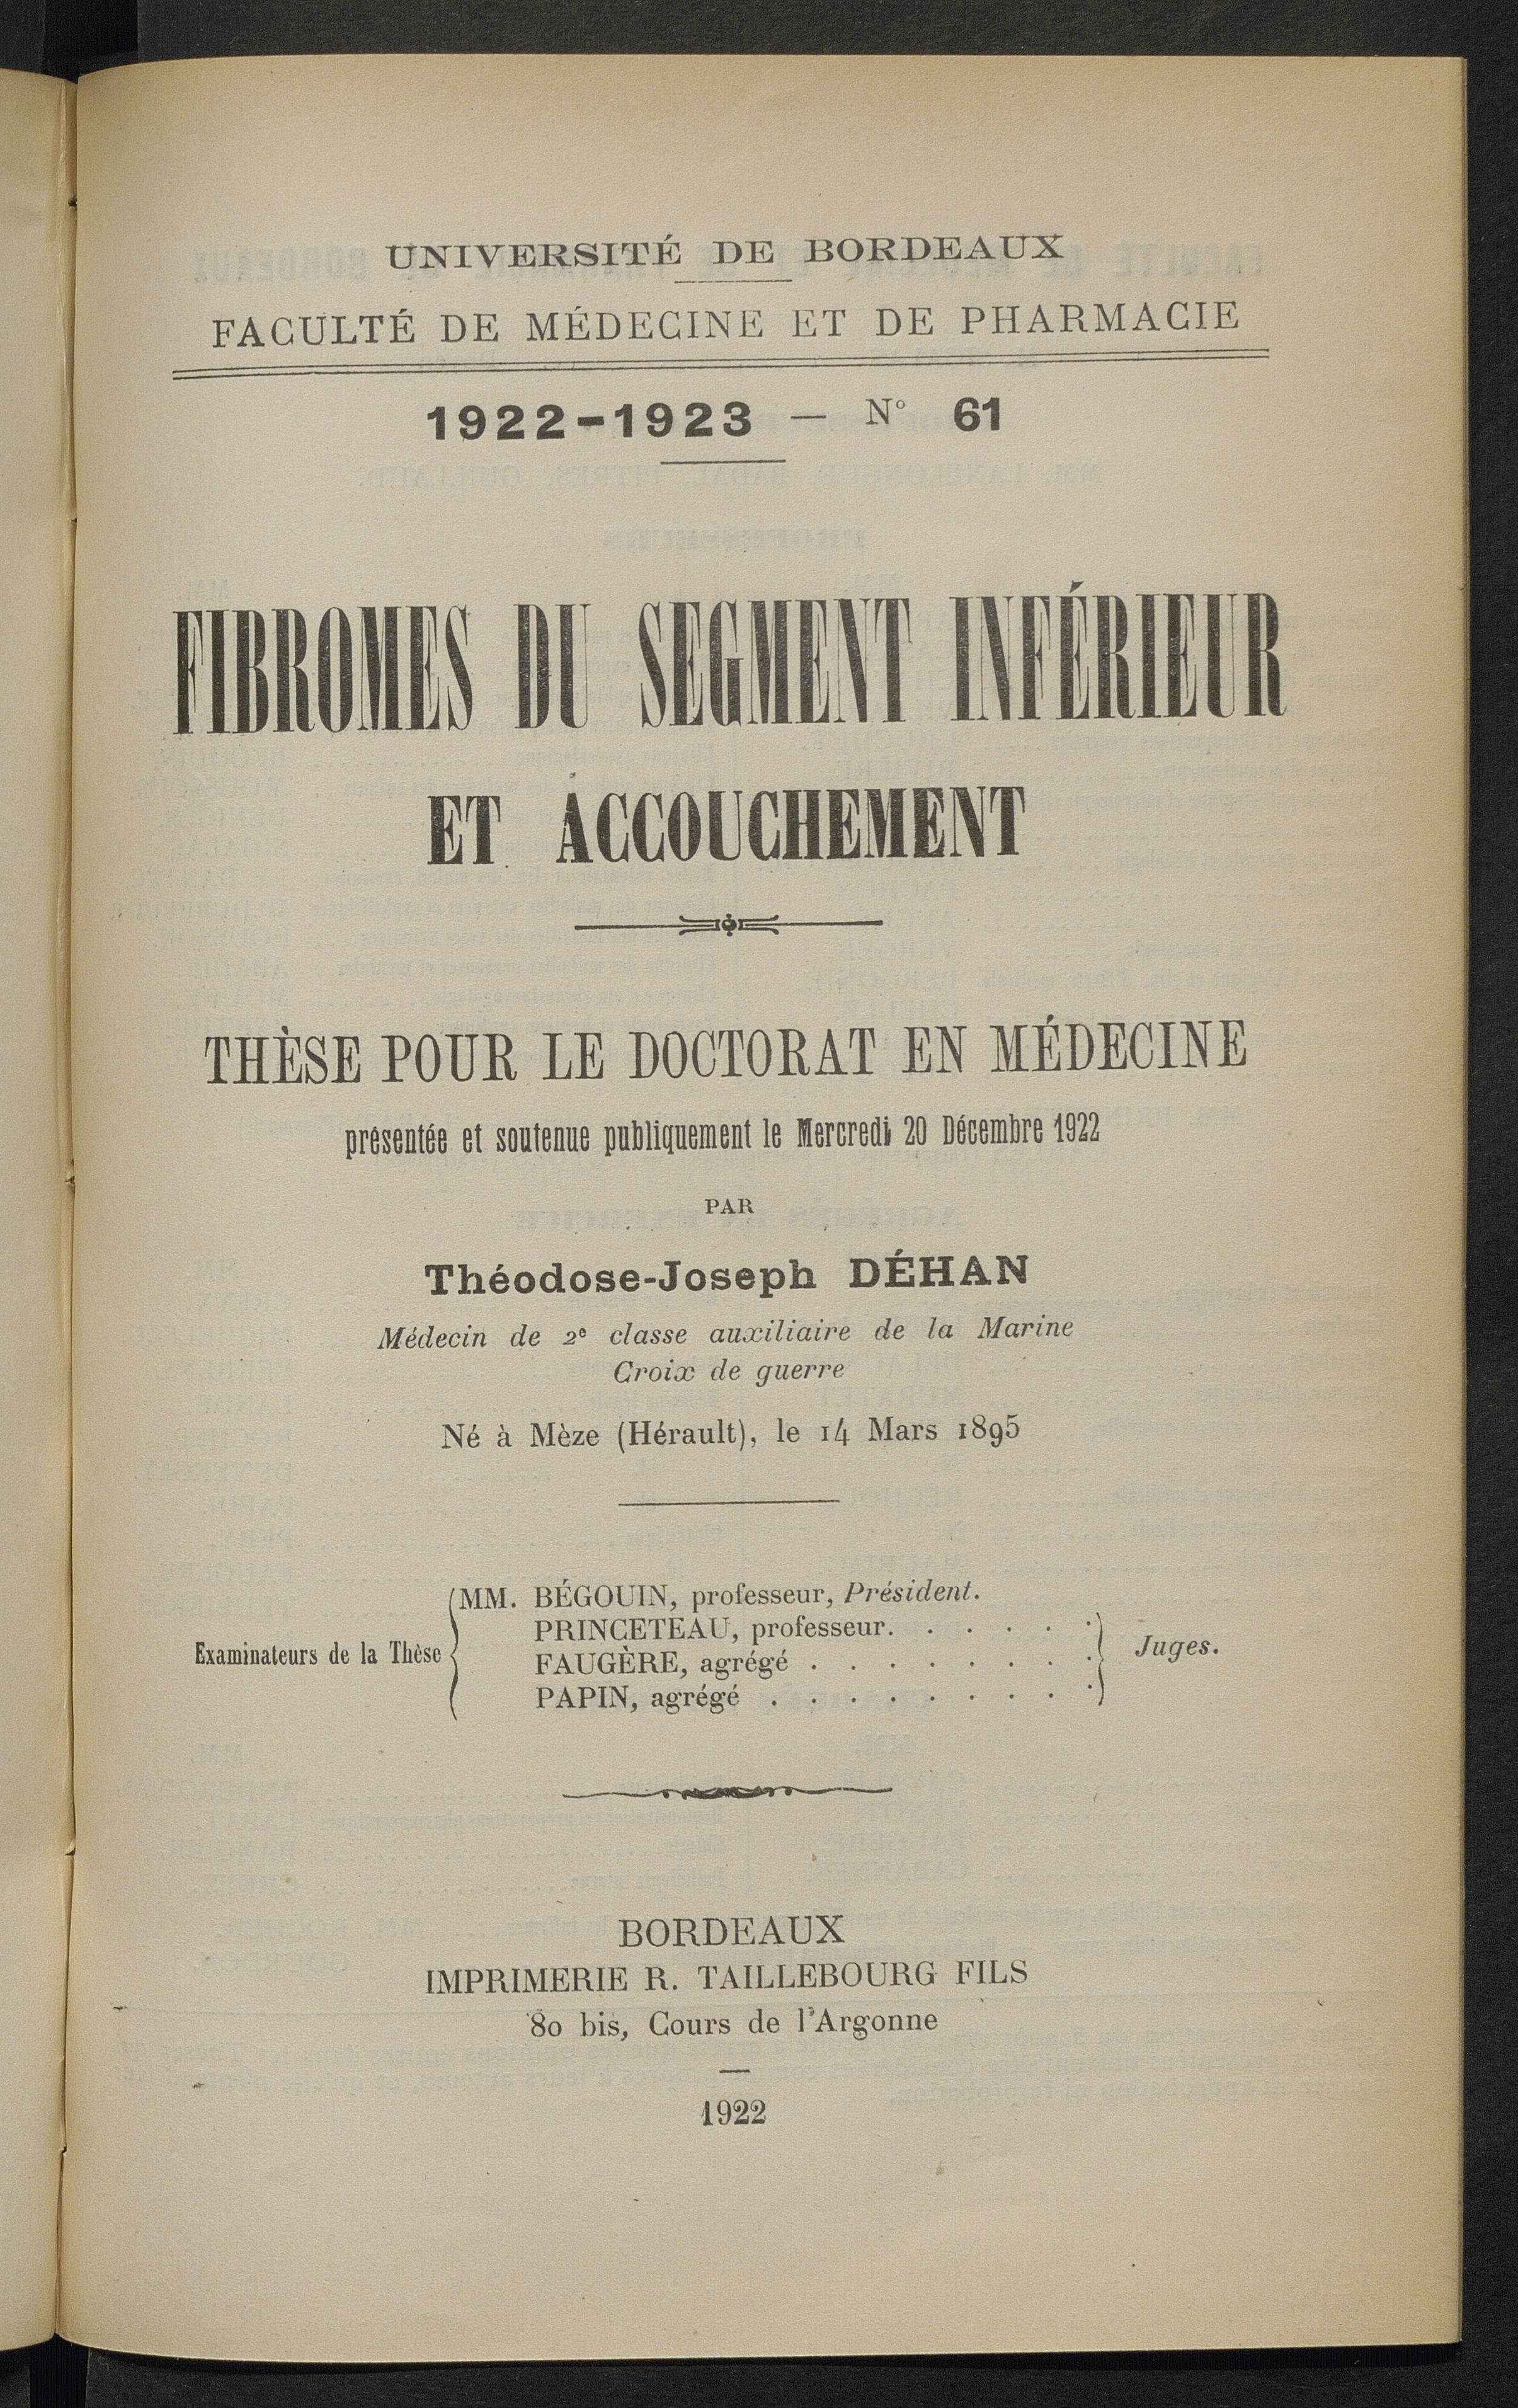 UNIVERSITÉ DE BORDEAUX
FACULTÉ DE MÉDECINE ET DE PHARMACIE
1922-1923 — N° 61
FIBROMES DU SEGMENT INFÉRIEUR
ET ACCOUCHEMENT
THÈSE POUR LE DOCTORAT EN MÉDECINE
présentée et soutenue publiquement le Mercredi 20 Décembre 1922
PAR
Théodose-Joseph DÉHAN
Médecin de 2e classe auxiliaire de la Marine
Croix de guerre
Né à Mèze (Hérault), le 14 Mars 1895
MM. BÉGOUIN, professeur, Président.
PRINCETEAU, professeur. . . . . .
Examinateurs de la Thèse
Juges.
FAUGÈRE, agrégé . . . . . . . .
PAPIN, agrégé . . . . . . . . .
BORDEAUX
IMPRIMERIE R. TAILLEBOURG FILS
80 bis, Cours de l'Argonne
1922